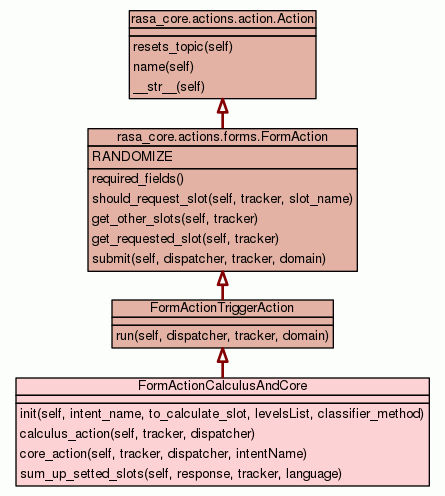 rasa_core.actions.action.Action
resets_topic(self)
name(self)
__str__(self)
rasa_core.actions.forms.FormAction
RANDOMIZE
required_fields()
should_request_slot(self, tracker, slot_name)
get_other_slots(self, tracker)
get_requested_slot(self, tracker)
submit(self, dispatcher, tracker, domain)
FormActionTriggerAction
run(self, dispatcher, tracker, domain)
FormActionCalculusAndCore
init(self, intent_name, to_calculate_slot, levelsList, classifier_method)
calculus_action(self, tracker, dispatcher)
core_action(self, tracker, dispatcher, intentName)
sum_up_setted_slots(self, response, tracker, language)